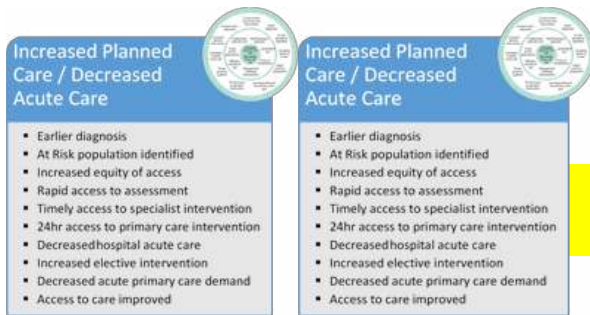 Increased Planned
Care / Decreased
Acute Care
Earlier diagnosis
At Risk population identified
Increased equity of access
Rapid access to assessment
Timely access to specialist intervention
24hr access to primary care intervention
Decreased hospital acute care
Increased elective intervention
Decreased acute primary care demand
Access to care improved
Increased Planned
Care / Decreased
Acute Care
Earlier diagnosis
At Risk population identified
Increased equity of access
Rapid access to assessment
Timely access to specialist intervention
24hr access to primary care intervention
Decreased hospital acute care
Increased elective intervention
Decreased acute primary care demand
Access to care improved